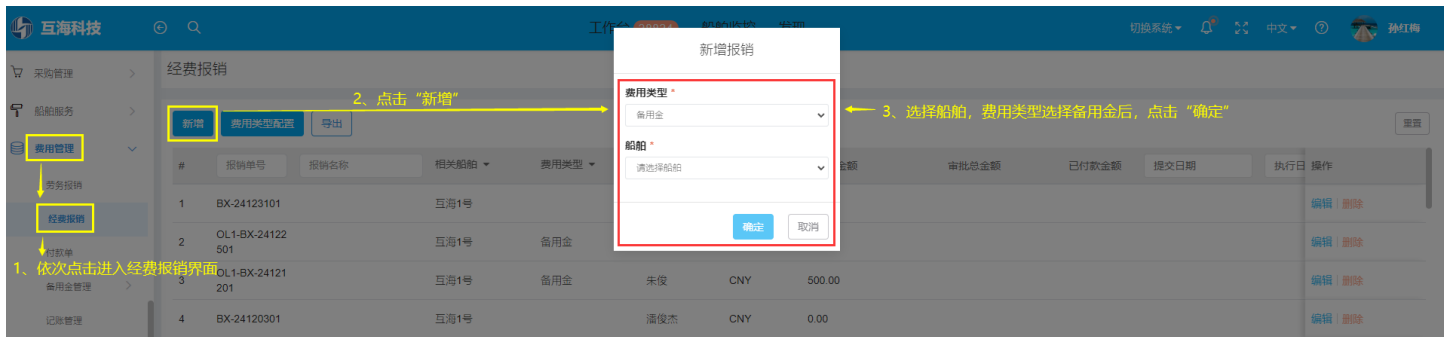 互海科技
工作台 28824 船舶监控 发现
切换系统
中文
孙红梅
采购管理
船舶服务
费用管理
劳务报销
经费报销
付款单
备用金管理
记账管理
1、依次点击进入经费报销界面
经费报销
2、点击“新增”
新增 费用类型配置 导出
重置
# 报销单号 报销名称 相关船舶 费用类型 金额 审批总金额 已付款金额 提交日期 执行日 操作
1 BX-24123101 互海1号 编辑 删除
2 OL1-BX-24122501 互海1号 备用金 编辑 删除
3 OL1-BX-24121201 互海1号 备用金 朱俊 CNY 500.00 编辑 删除
4 BX-24120301 互海1号 潘俊杰 CNY 0.00 编辑 删除
新增报销
费用类型 *
备用金
船舶 *
请选择船舶
确定 取消
3、选择船舶，费用类型选择备用金后，点击“确定”